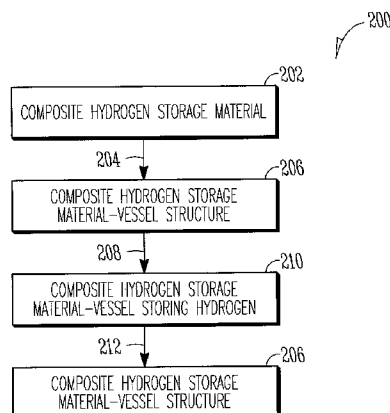 200
202
COMPOSITE HYDROGEN STORAGE MATERIAL
204
206
COMPOSITE HYDROGEN STORAGE
MATERIAL-VESSEL STRUCTURE
208
210
COMPOSITE HYDROGEN STORAGE
MATERIAL-VESSEL STORING HYDROGEN
212
206
COMPOSITE HYDROGEN STORAGE
MATERIAL-VESSEL STRUCTURE